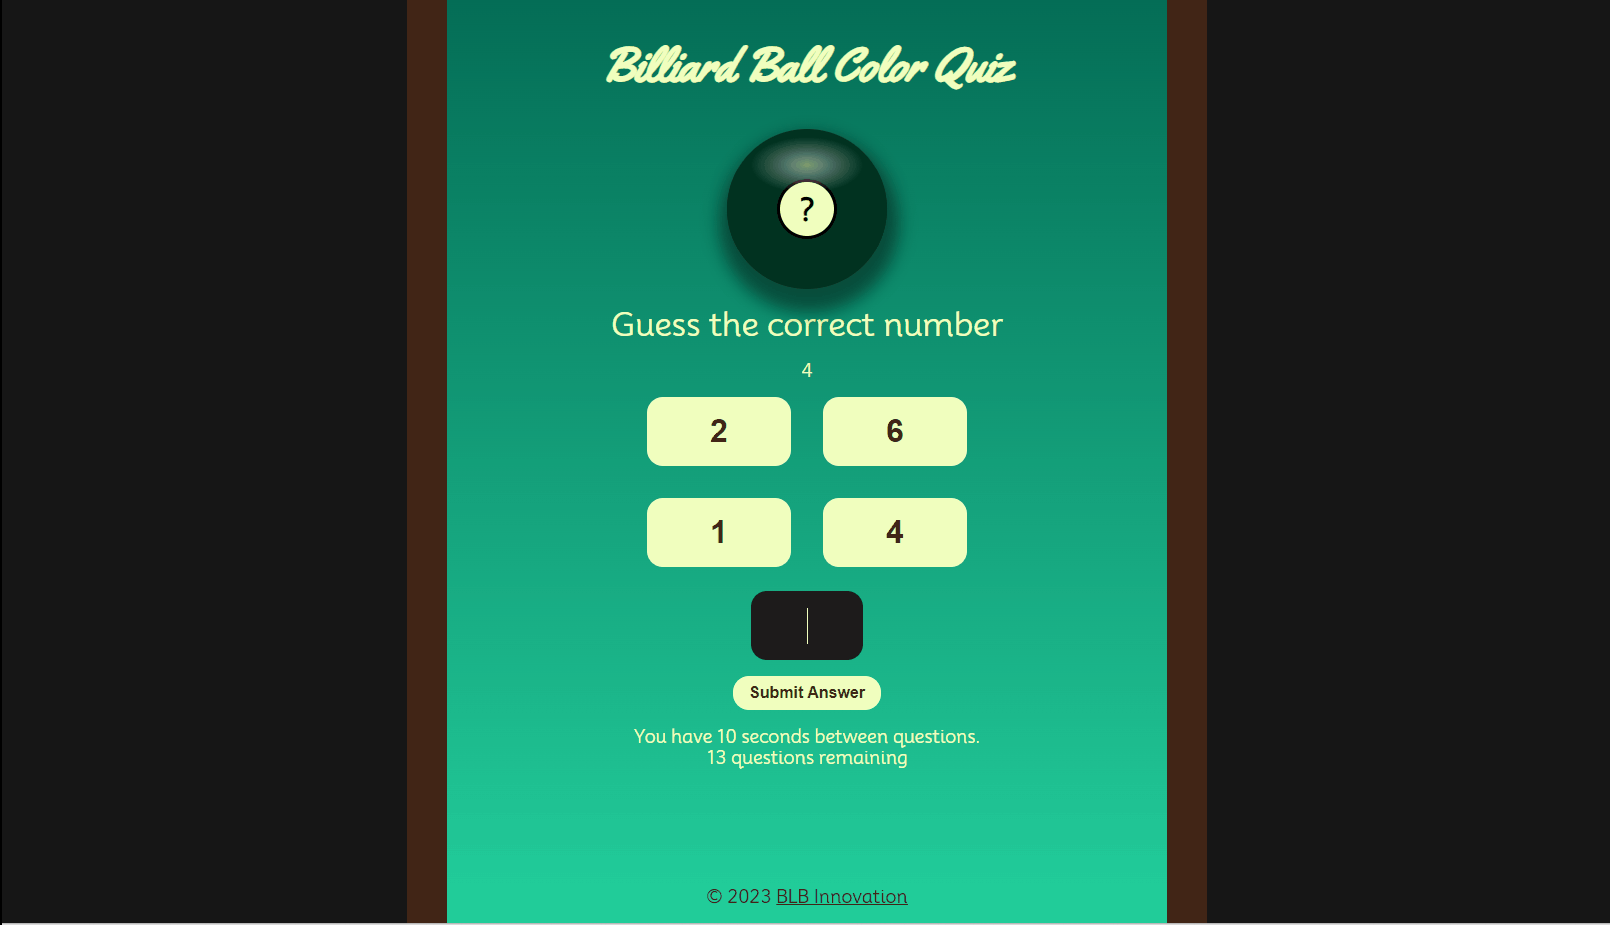 Billiard Ball Color Quiz
?
Guess the correct number
4
2 6
1 4
Submit Answer
You have 10 seconds between questions.
13 questions remaining
© 2023 BLB Innovation